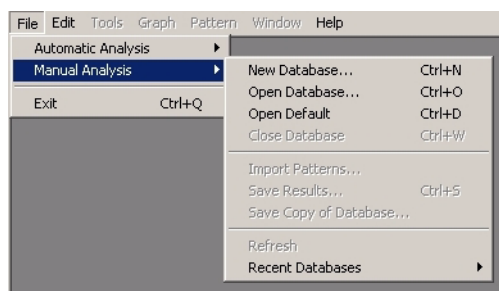 File Edit Tools Graph Pattern Window Help
Automatic Analysis
Manual Analysis
Exit Ctrl+Q
New Database... Ctrl+N
Open Database... Ctrl+O
Open Default Ctrl+D
Close Database Ctrl+W
Import Patterns...
Save Results... Ctrl+S
Save Copy of Database...
Refresh
Recent Databases